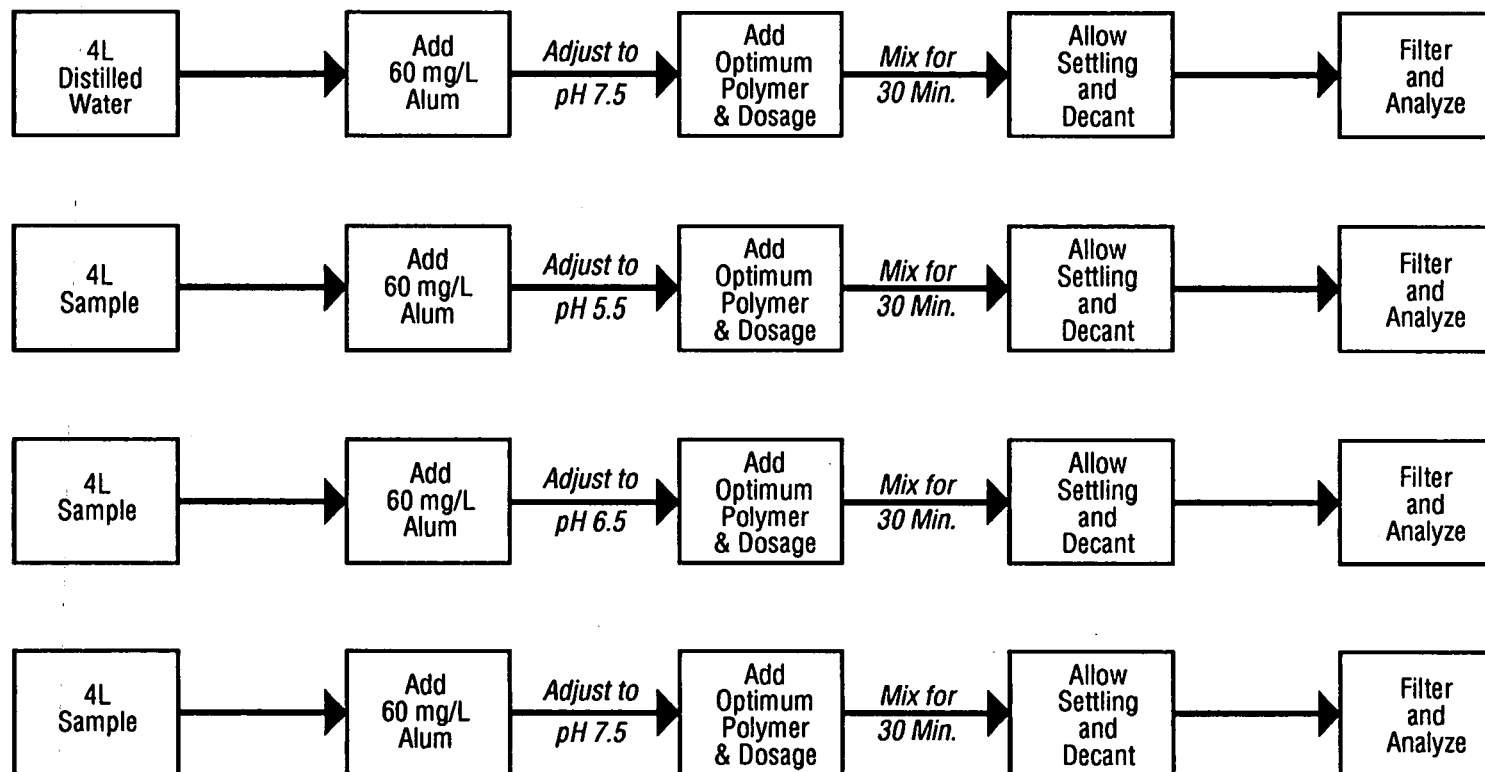 4L
Distilled
Water
Add
60 mg/L
Alum
Adjust to
pH 7.5
Add
Optimum
Polymer
& Dosage
Mix for
30 Min.
Allow
Settling
and
Decant
Filter
and
Analyze
4L
Sample
Add
60 mg/L
Alum
Adjust to
pH 5.5
Add
Optimum
Polymer
& Dosage
Mix for
30 Min.
Allow
Settling
and
Decant
Filter
and
Analyze
4L
Sample
Add
60 mg/L
Alum
Adjust to
pH 6.5
Add
Optimum
Polymer
& Dosage
Mix for
30 Min.
Allow
Settling
and
Decant
Filter
and
Analyze
4L
Sample
Add
60 mg/L
Alum
Adjust to
pH 7.5
Add
Optimum
Polymer
& Dosage
Mix for
30 Min.
Allow
Settling
and
Decant
Filter
and
Analyze